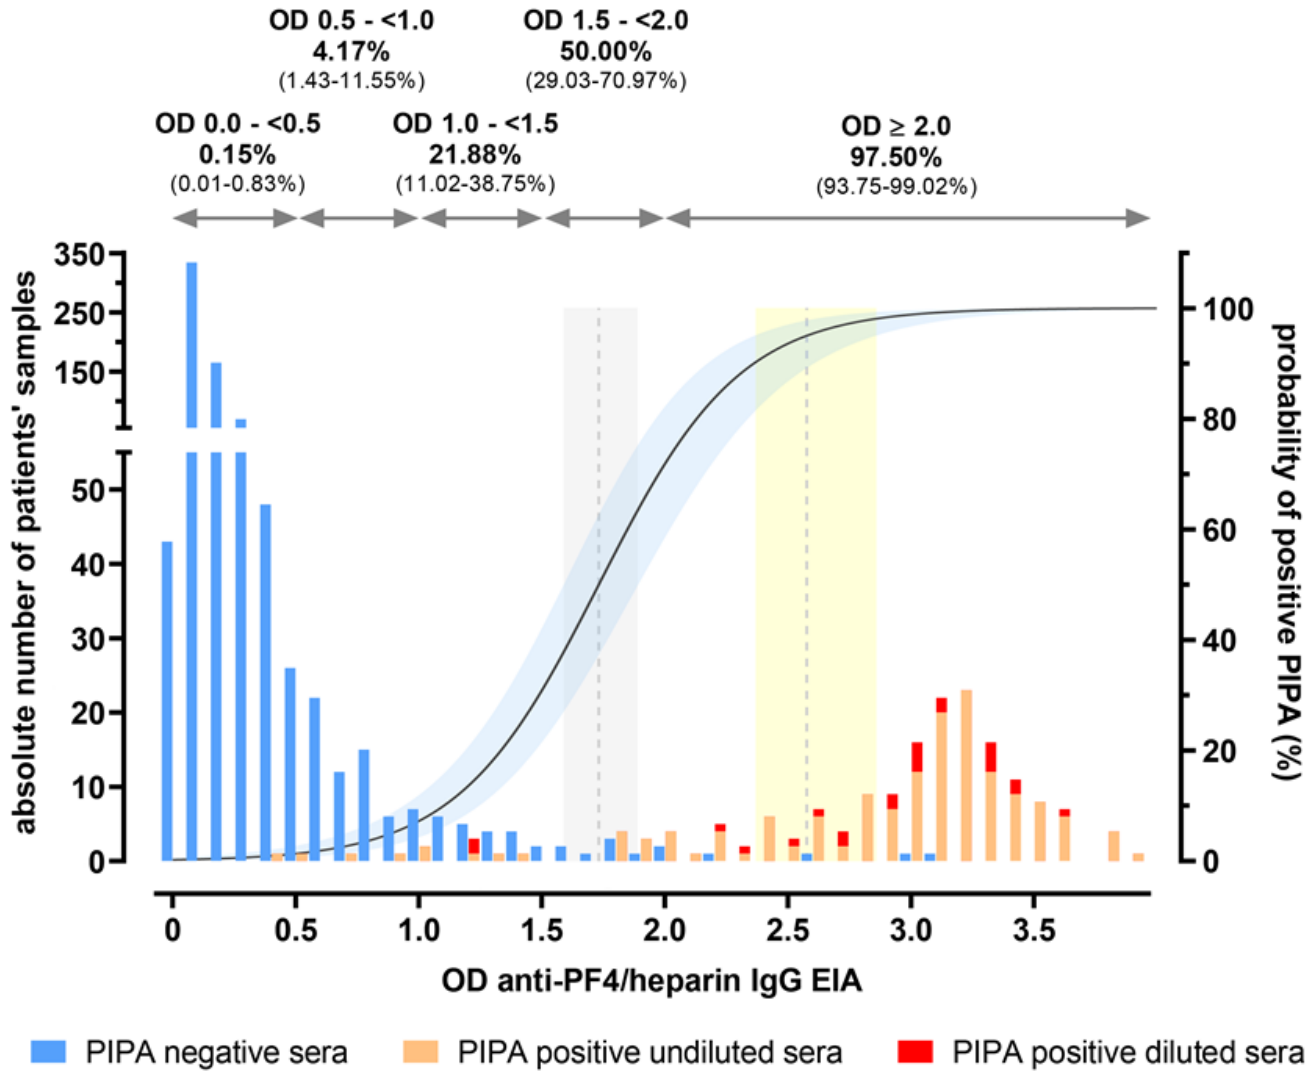 OD 0.5 - <1.0
4.17%
(1.43-11.55%)
OD 1.5 - <2.0
50.00%
(29.03-70.97%)
OD 0.0 - <0.5
0.15%
(0.01-0.83%)
OD 1.0 - <1.5
21.88%
(11.02-38.75%)
OD ≥ 2.0
97.50%
(93.75-99.02%)
absolute number of patients' samples
350
250
150
50
40
30
20
10
0
100
80
60
40
20
0
probability of positive PIPA (%)
0 0.5 1.0 1.5 2.0 2.5 3.0 3.5
OD anti-PF4/heparin IgG EIA
PIPA negative sera PIPA positive undiluted sera PIPA positive diluted sera